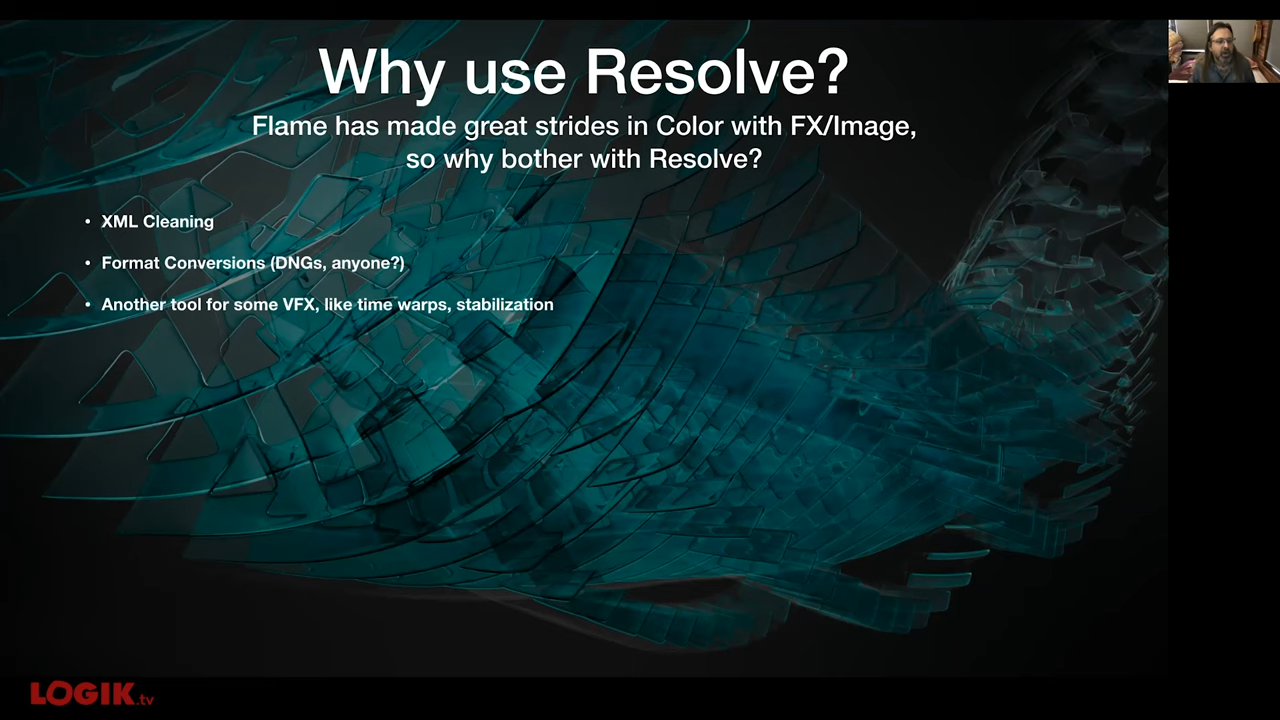 Why use Resolve?
Flame has made great strides in Color with FX/Image,
so why bother with Resolve?
• XML Cleaning
• Format Conversions (DNGs, anyone?)
• Another tool for some VFX, like time warps, stabilization
LOGIK.tv